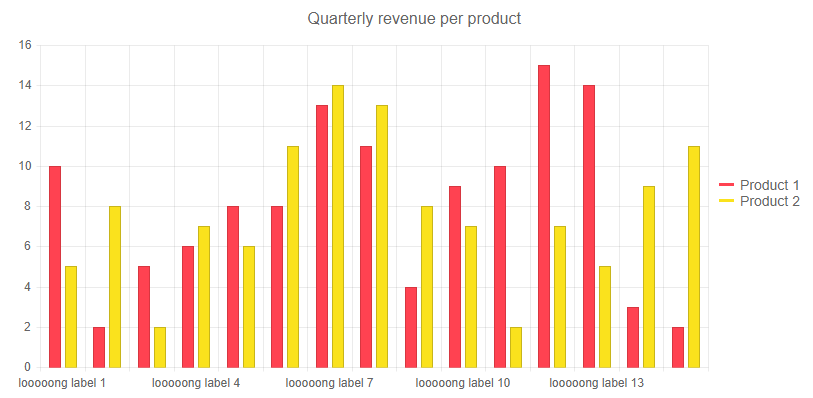 Quarterly revenue per product
16
14
12
10
8
6
4
2
0
looooong label 1 looooong label 4 looooong label 7 looooong label 10 looooong label 13
Product 1
Product 2